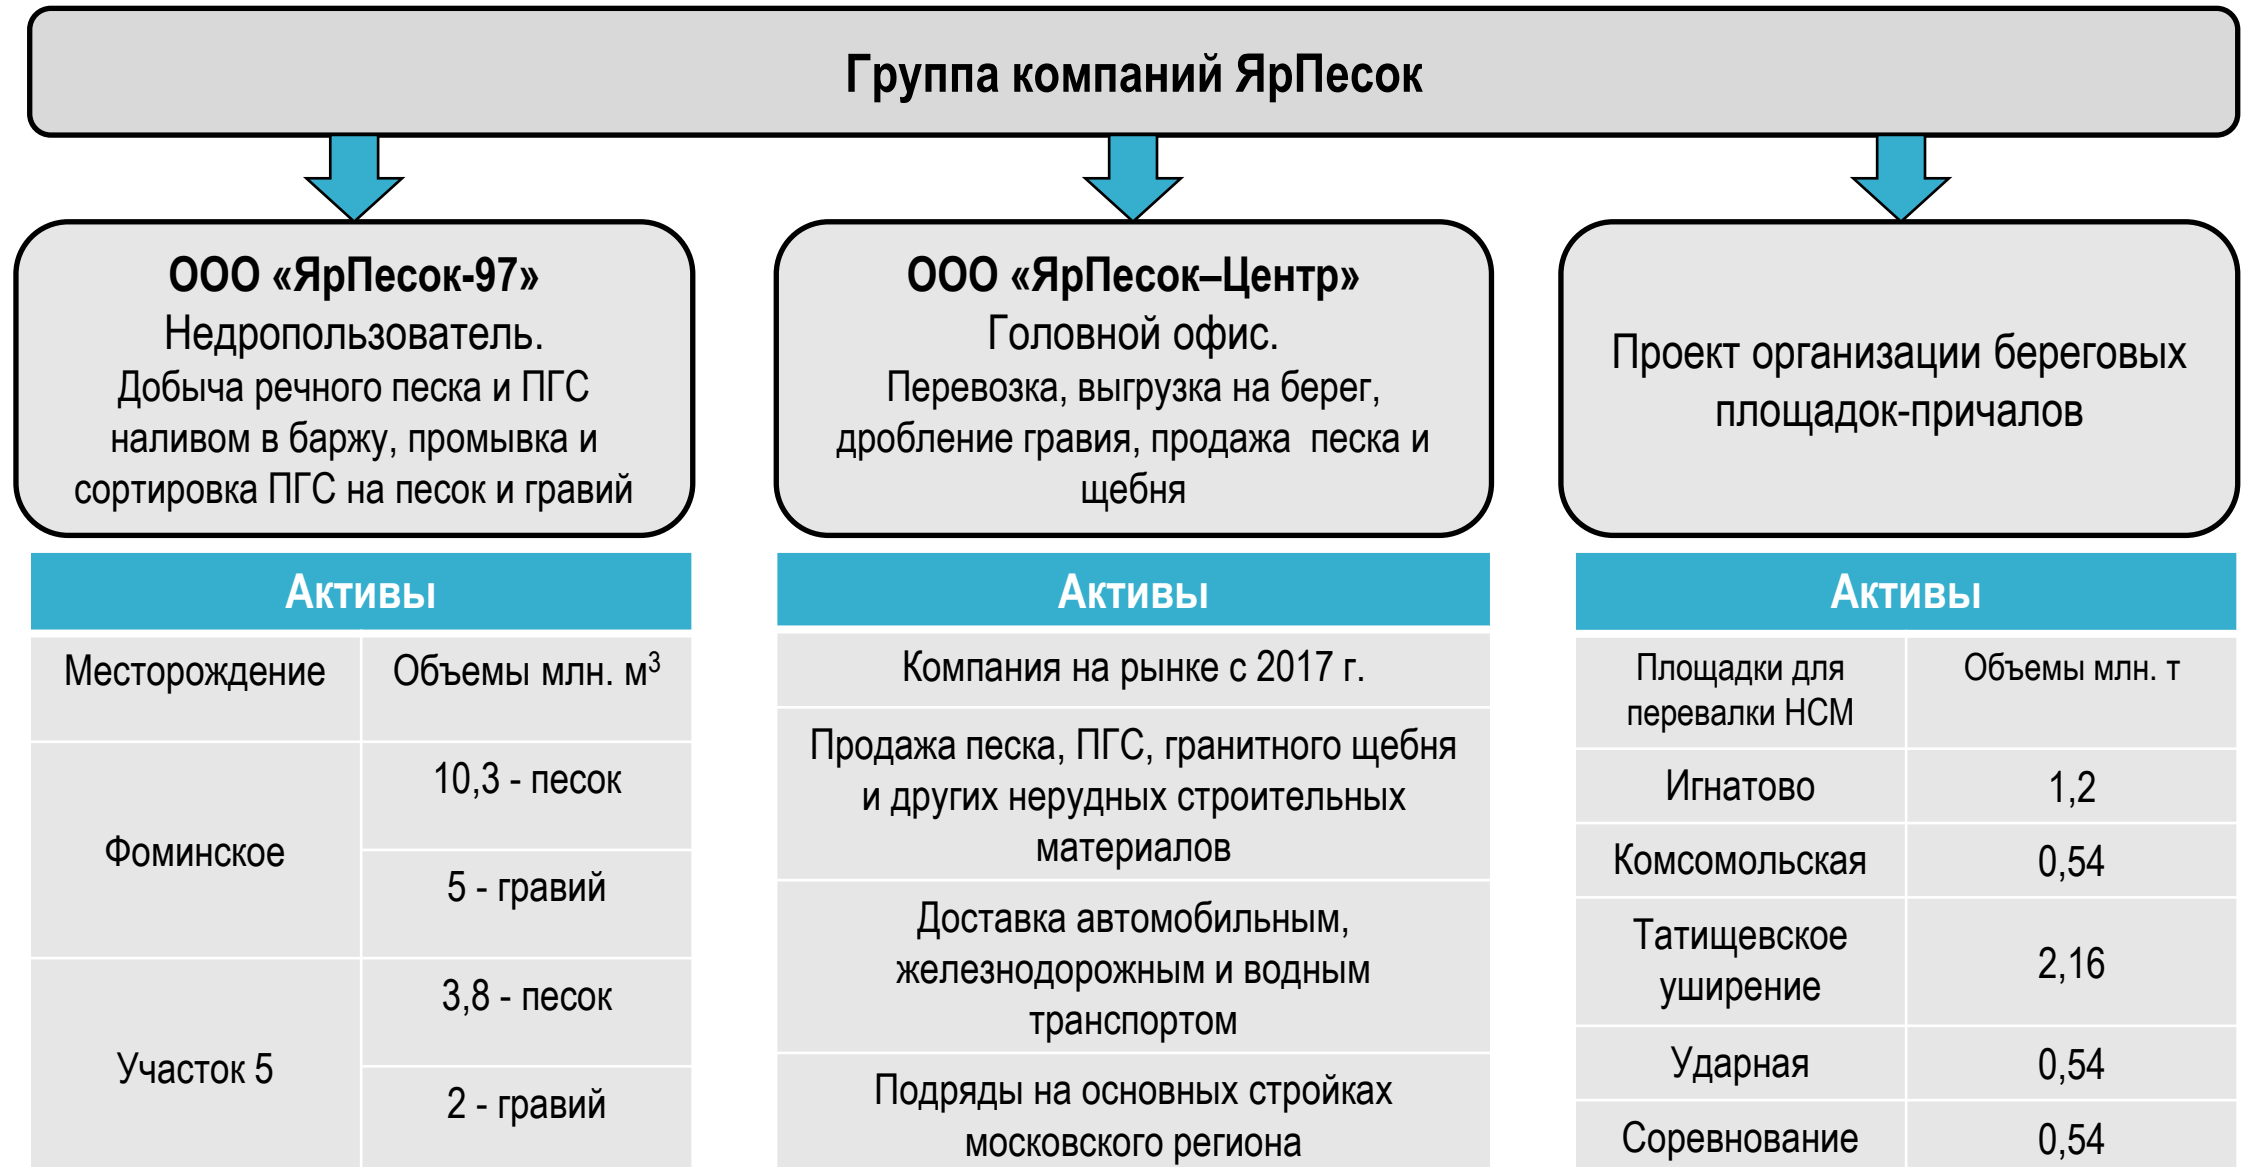 Группа компаний ЯрПесок
ООО «ЯрПесок-97»
Недропользователь.
Добыча речного песка и ПГС
наливом в баржу, промывка и
сортировка ПГС на песок и гравий
ООО «ЯрПесок–Центр»
Головной офис.
Перевозка, выгрузка на берег,
дробление гравия, продажа  песка и
щебня
Проект организации береговых
площадок-причалов
Активы
Месторождение
Объемы млн. м³
Фоминское
10,3 - песок
5 - гравий
Участок 5
3,8 - песок
2 - гравий
Активы
Компания на рынке с 2017 г.
Продажа песка, ПГС, гранитного щебня
и других нерудных строительных
материалов
Доставка автомобильным,
железнодорожным и водным
транспортом
Подряды на основных стройках
московского региона
Активы
Площадки для
перевалки НСМ
Объемы млн. т
Игнатово
1,2
Комсомольская
0,54
Татищевское
уширение
2,16
Ударная
0,54
Соревнование
0,54